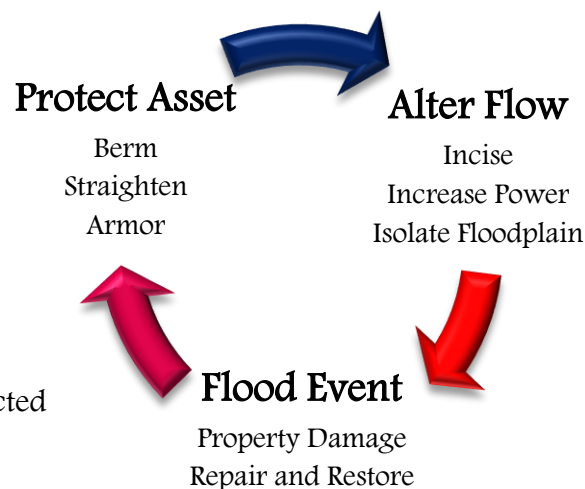 Protect Asset
Berm
Straighten
Armor
Alter Flow
Incise
Increase Power
Isolate Floodplain
cted
Flood Event
Property Damage
Repair and Restore